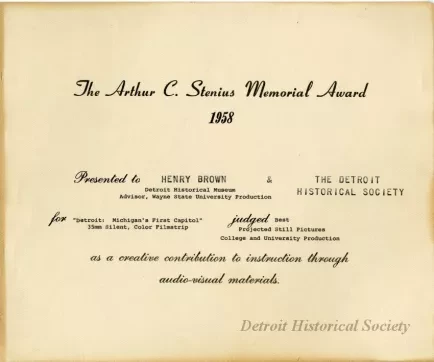 The Arthur C. Stenius Memorial Award
1958
Presented to HENRY BROWN & THE DETROIT
Detroit Historical Museum HISTORICAL SOCIETY
Advisor, Wayne State University Production
for "Detroit: Michigan's First Capitol" judged Best
35mm Silent, Color Filmstrip Projected Still Pictures
College and University Production
as a creative contribution to instruction through
audio-visual materials.
Detroit Historical Society